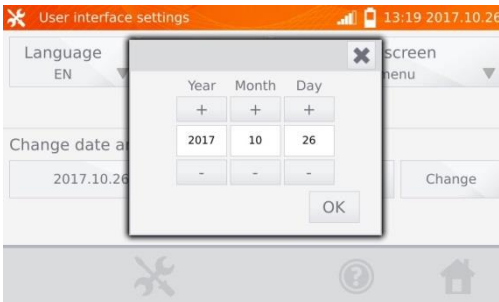 User interface settings 13:19 2017.10.26
Language screen
EN menu
Year Month Day
+ + +
2017 10 26
- - -
OK
Change date a
2017.10.26 Change